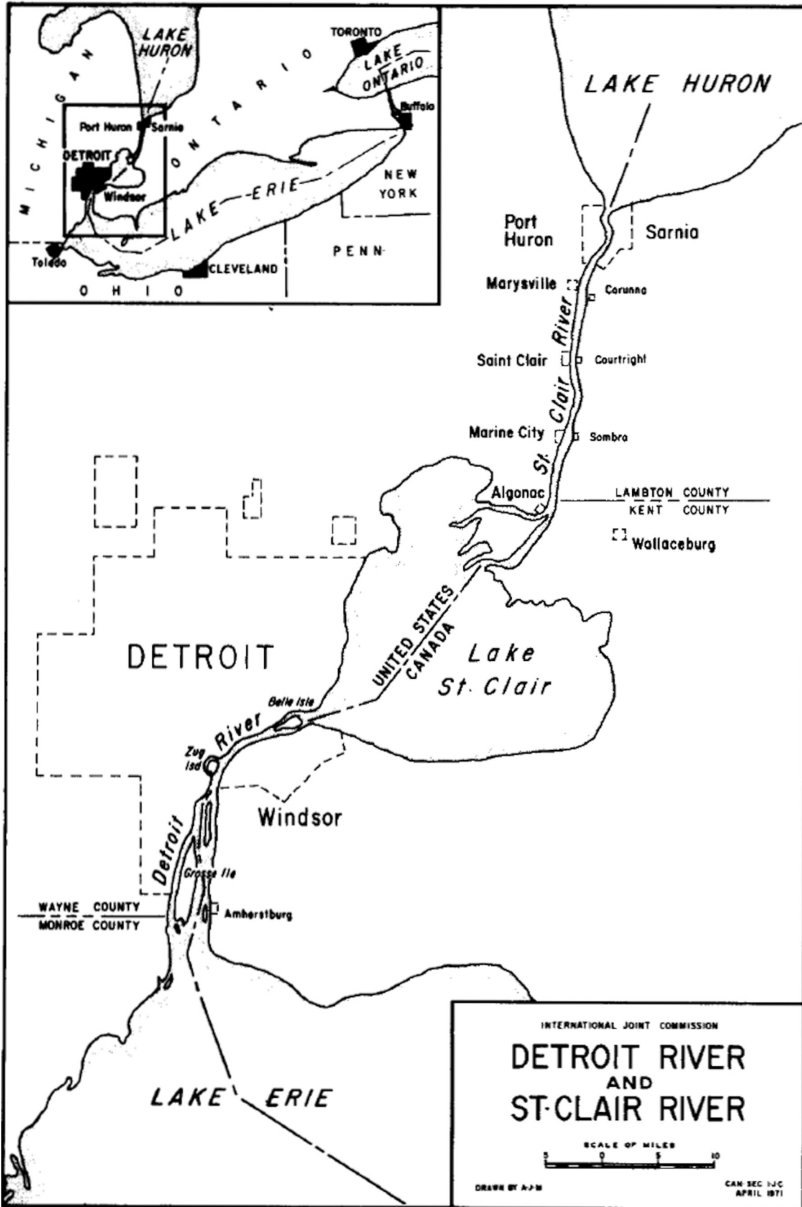 LAKE
HURON
TORONTO
LAKE
ONTARIO
MICHIGAN
ONTARIO
Buffalo
Port Huron
Sarnia
DETROIT
Windsor
NEW
YORK
LAKE ERIE
PENN
Toledo
CLEVELAND
OHIO
LAKE HURON
Port
Huron
Sarnia
Marysville
Corunna
St. Clair River
Saint Clair
Courtright
Marine City
Sombra
Algonac
LAMBTON COUNTY
KENT COUNTY
Wallaceburg
UNITED STATES
CANADA
Lake
St. Clair
DETROIT
Belle Isle
Detroit River
Zug
Isd
Windsor
Grosse Ile
WAYNE COUNTY
MONROE COUNTY
Amherstburg
LAKE ERIE
INTERNATIONAL JOINT COMMISSION
DETROIT RIVER
AND
ST. CLAIR RIVER
SCALE OF MILES
5 0 5 10
DRAWN BY A.J.M
CAN. SEC. I.J.C
APRIL 1971